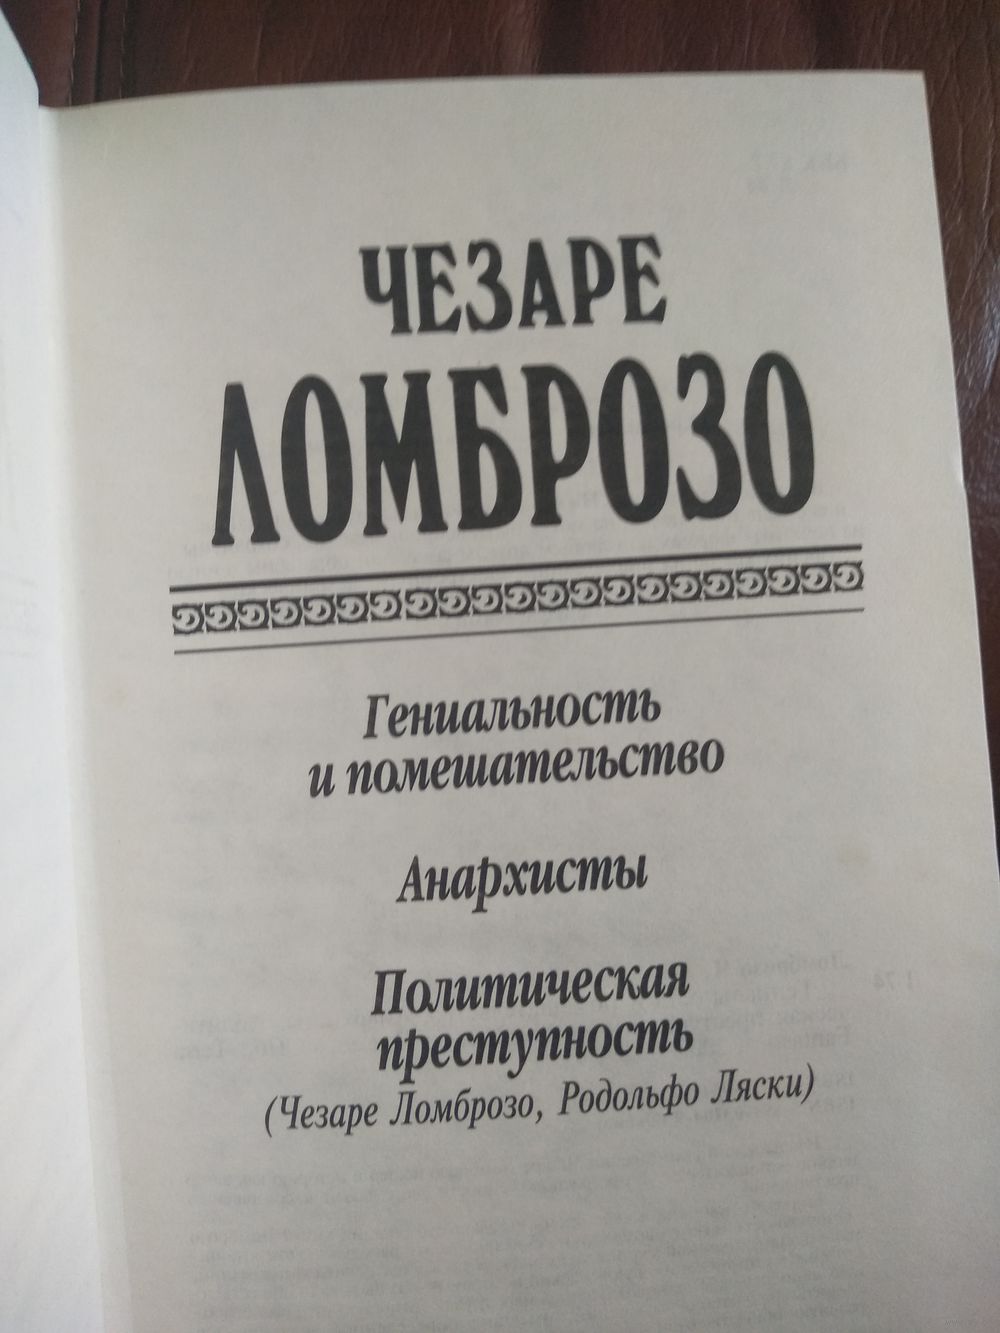 ЧЕЗАРЕ
ЛОМБРОЗО
Гениальность
и помешательство
Анархисты
Политическая
преступность
(Чезаре Ломброзо, Родольфо Ляски)